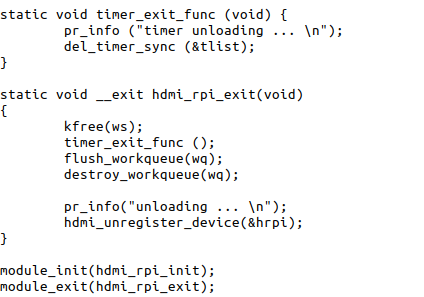 static void timer_exit_func (void) {
        pr_info ("timer unloading ... \n");
        del_timer_sync (&tlist);
}

static void __exit hdmi_rpi_exit(void)
{
        kfree(ws);
        timer_exit_func ();
        flush_workqueue(wq);
        destroy_workqueue(wq);

        pr_info("unloading ... \n");
        hdmi_unregister_device(&hrpi);
}

module_init(hdmi_rpi_init);
module_exit(hdmi_rpi_exit);